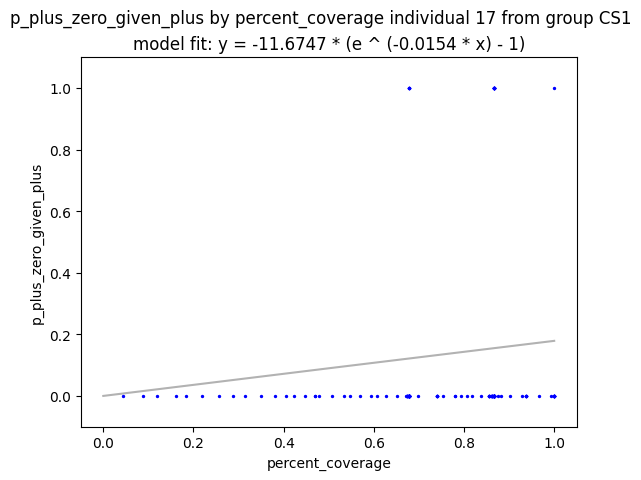 p_plus_zero_given_plus by percent_coverage individual 17 from group CS1
model fit: y = -11.6747 * (e ^ (-0.0154 * x) - 1)
p_plus_zero_given_plus
1.0
0.8
0.6
0.4
0.2
0.0
0.0 0.2 0.4 0.6 0.8 1.0
percent_coverage